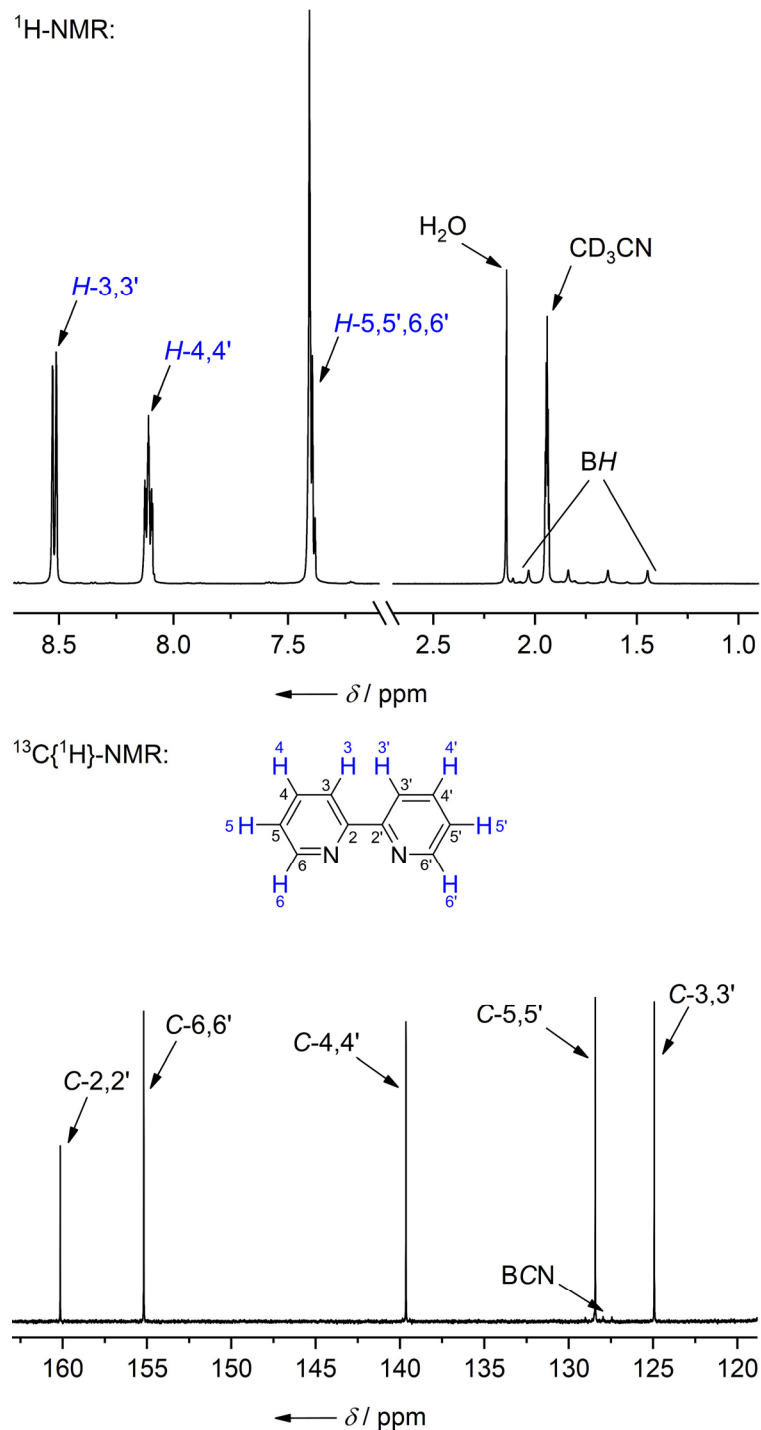 ¹H-NMR:
H₂O
CD₃CN
H-3,3'
H-5,5',6,6'
H-4,4'
BH
8.5 8.0 7.5 2.5 2.0 1.5 1.0
δ / ppm
¹³C{¹H}-NMR:
4 3 3' 4'
H H H H
3 3'
4 4'
5 H 5 5' H 5'
2 2'
6 N N 6'
H H
6 6'
C-3,3'
C-5,5'
C-6,6'
C-4,4'
C-2,2'
BCN
160 155 150 145 140 135 130 125 120
δ / ppm